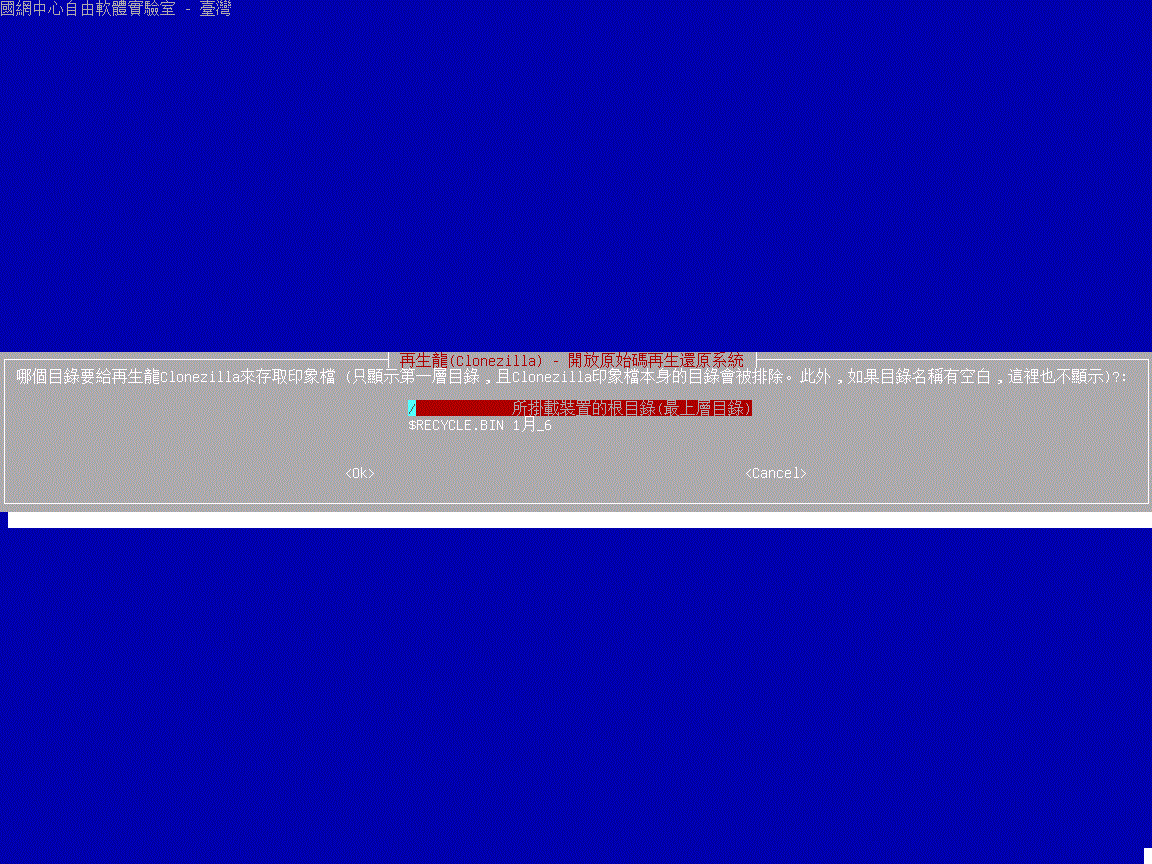 國網中心自由軟體實驗室 - 臺灣
再生龍(Clonezilla) - 開放原始碼再生還原系統
哪個目錄要給再生龍Clonezilla來存取印象檔 (只顯示第一層目錄，且Clonezilla印象檔本身的目錄會被排除。此外，如果目錄名稱有空白，這裡也不顯示)?:
/ 所掛載裝置的根目錄(最上層目錄)
$RECYCLE.BIN 1月_6
<Ok> <Cancel>